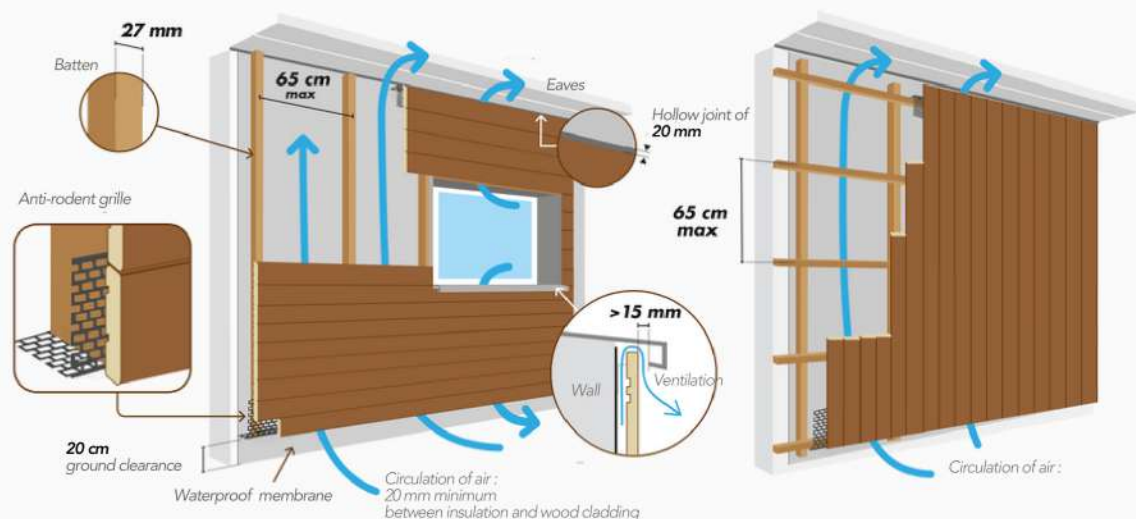 27 mm
Batten
65 cm
max
Eaves
Hollow joint of
20 mm
Anti-rodent grille
>15 mm
Wall
Ventilation
20 cm
ground clearance
Waterproof membrane
Circulation of air :
20 mm minimum
between insulation and wood cladding
65 cm
max
Circulation of air :